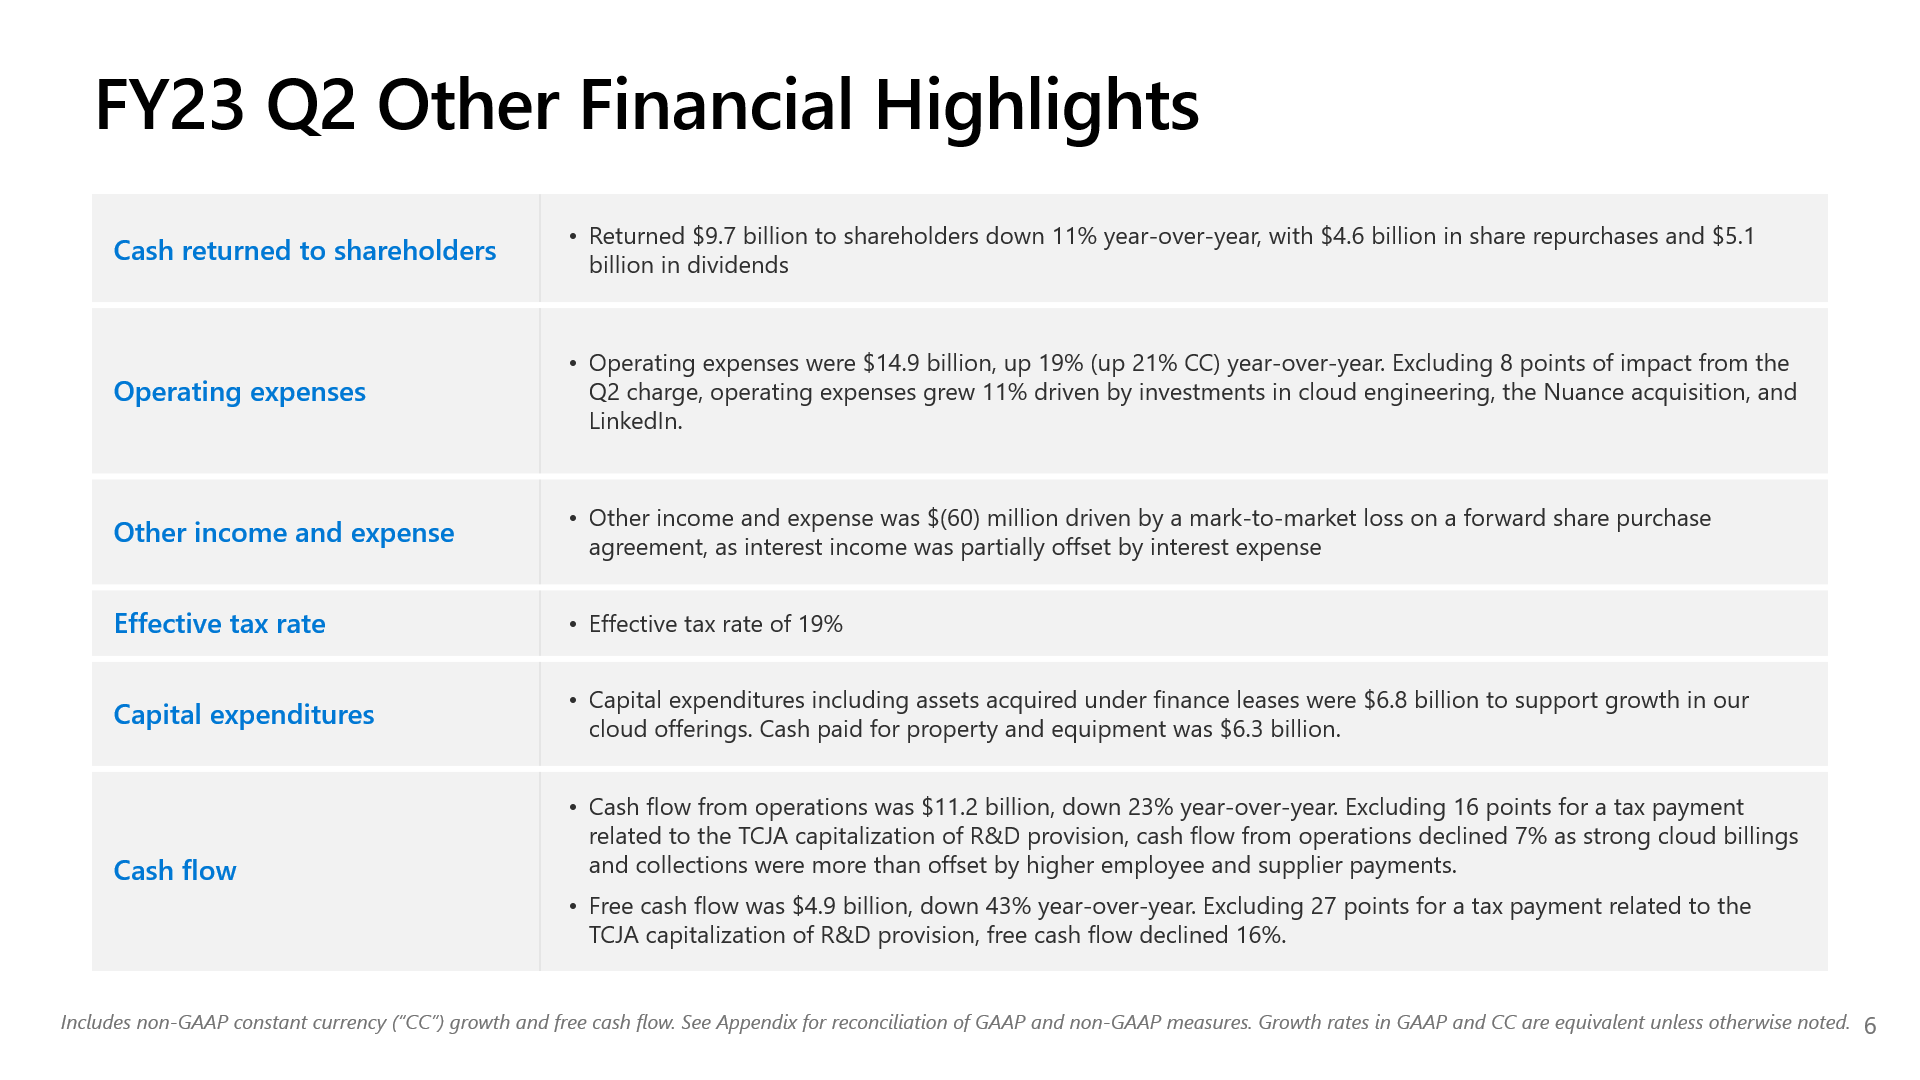 FY23 Q2 Other Financial Highlights
Cash returned to shareholders
• Returned $9.7 billion to shareholders down 11% year-over-year, with $4.6 billion in share repurchases and $5.1
billion in dividends
Operating expenses
• Operating expenses were $14.9 billion, up 19% (up 21% CC) year-over-year. Excluding 8 points of impact from the
Q2 charge, operating expenses grew 11% driven by investments in cloud engineering, the Nuance acquisition, and
LinkedIn.
Other income and expense
• Other income and expense was $(60) million driven by a mark-to-market loss on a forward share purchase
agreement, as interest income was partially offset by interest expense
Effective tax rate
• Effective tax rate of 19%
Capital expenditures
• Capital expenditures including assets acquired under finance leases were $6.8 billion to support growth in our
cloud offerings. Cash paid for property and equipment was $6.3 billion.
Cash flow
• Cash flow from operations was $11.2 billion, down 23% year-over-year. Excluding 16 points for a tax payment
related to the TCJA capitalization of R&D provision, cash flow from operations declined 7% as strong cloud billings
and collections were more than offset by higher employee and supplier payments.
• Free cash flow was $4.9 billion, down 43% year-over-year. Excluding 27 points for a tax payment related to the
TCJA capitalization of R&D provision, free cash flow declined 16%.
Includes non-GAAP constant currency (“CC”) growth and free cash flow. See Appendix for reconciliation of GAAP and non-GAAP measures. Growth rates in GAAP and CC are equivalent unless otherwise noted.
6